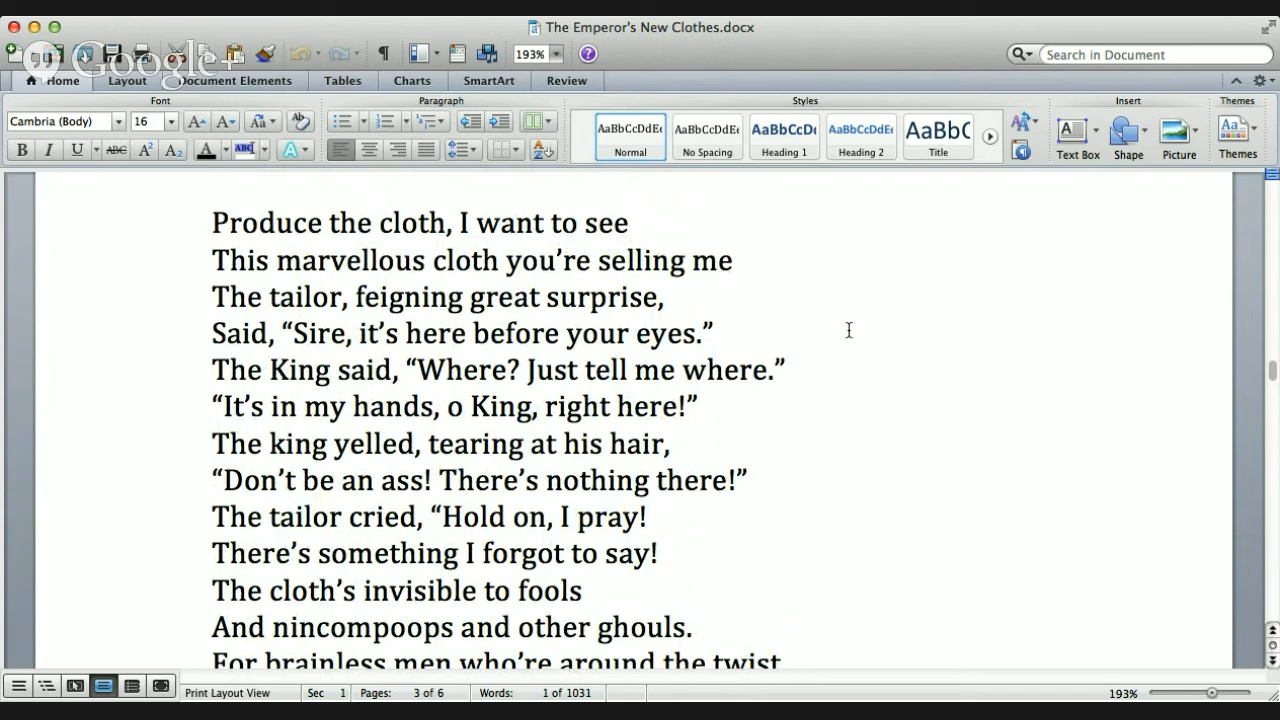 The Emperor's New Clothes.docx
Google+
193%
Search in Document
Home Layout Document Elements Tables Charts SmartArt Review
Font Paragraph Styles Insert Themes
Cambria (Body) 16 A A Aa Ab
AaBbCcDdEe AaBbCcDdEe AaBbCcDc AaBbCcDdEe AaBbC
Normal No Spacing Heading 1 Heading 2 Title
Text Box Shape Picture Themes
B I U ABC A2 A2 A ABC A
Produce the cloth, I want to see
This marvellous cloth you’re selling me
The tailor, feigning great surprise,
Said, “Sire, it’s here before your eyes.”
The King said, “Where? Just tell me where.”
“It’s in my hands, o King, right here!”
The king yelled, tearing at his hair,
“Don’t be an ass! There’s nothing there!”
The tailor cried, “Hold on, I pray!
There’s something I forgot to say!
The cloth’s invisible to fools
And nincompoops and other ghouls.
For brainless men who’re around the twist
Print Layout View Sec 1 Pages: 3 of 6 Words: 1 of 1031 193%